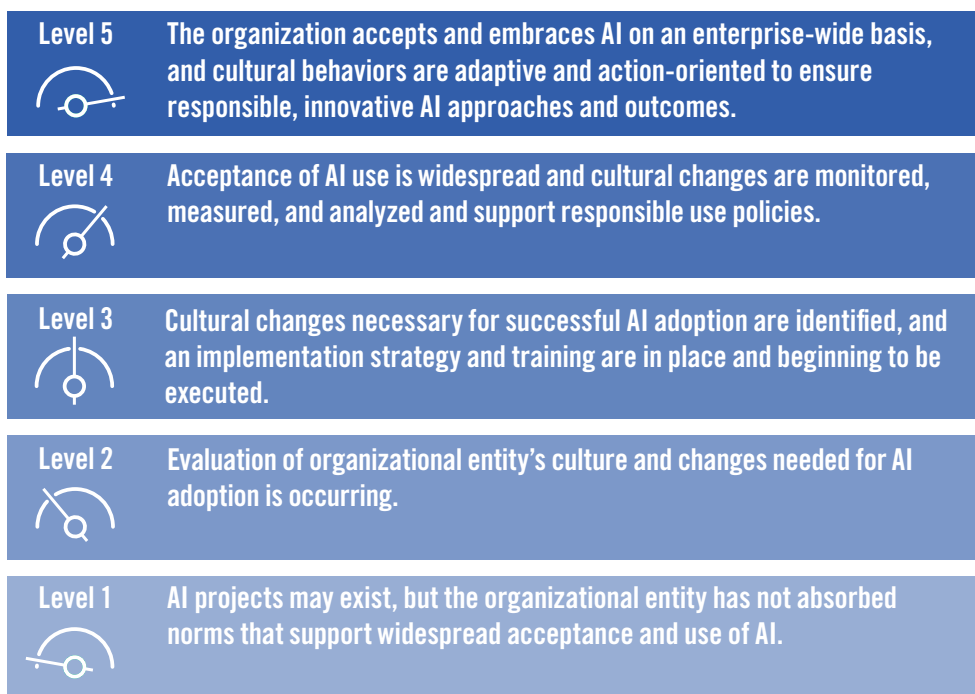 Level 5
The organization accepts and embraces AI on an enterprise-wide basis,
and cultural behaviors are adaptive and action-oriented to ensure
responsible, innovative AI approaches and outcomes.
Level 4
Acceptance of AI use is widespread and cultural changes are monitored,
measured, and analyzed and support responsible use policies.
Level 3
Cultural changes necessary for successful AI adoption are identified, and
an implementation strategy and training are in place and beginning to be
executed.
Level 2
Evaluation of organizational entity’s culture and changes needed for AI
adoption is occurring.
Level 1
AI projects may exist, but the organizational entity has not absorbed
norms that support widespread acceptance and use of AI.